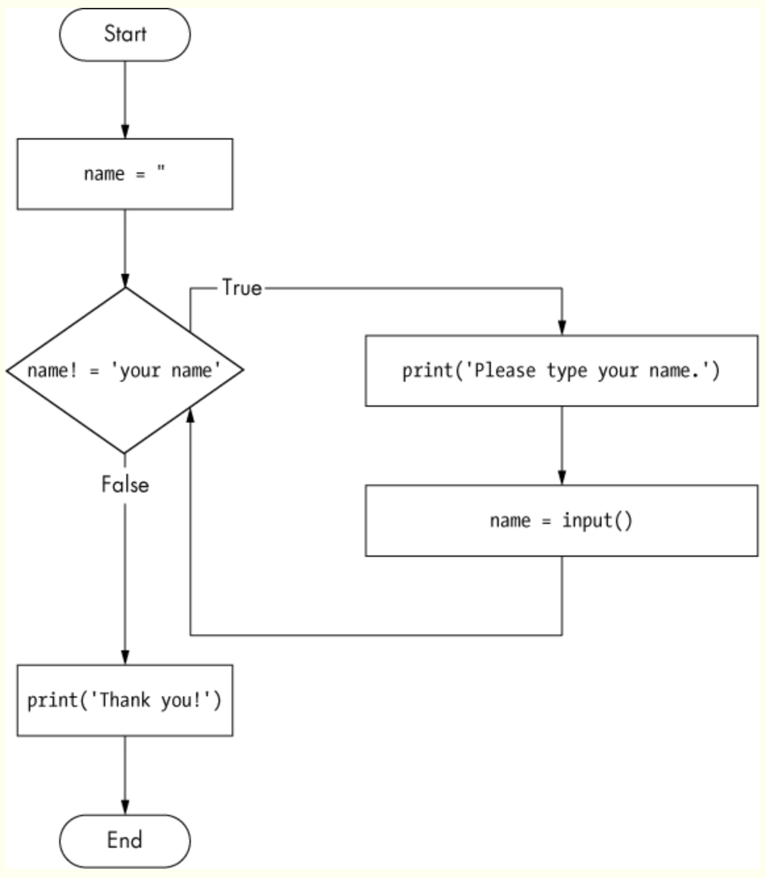 Start
name = "
name! = 'your name'
True
print('Please type your name.')
name = input()
False
print('Thank you!')
End